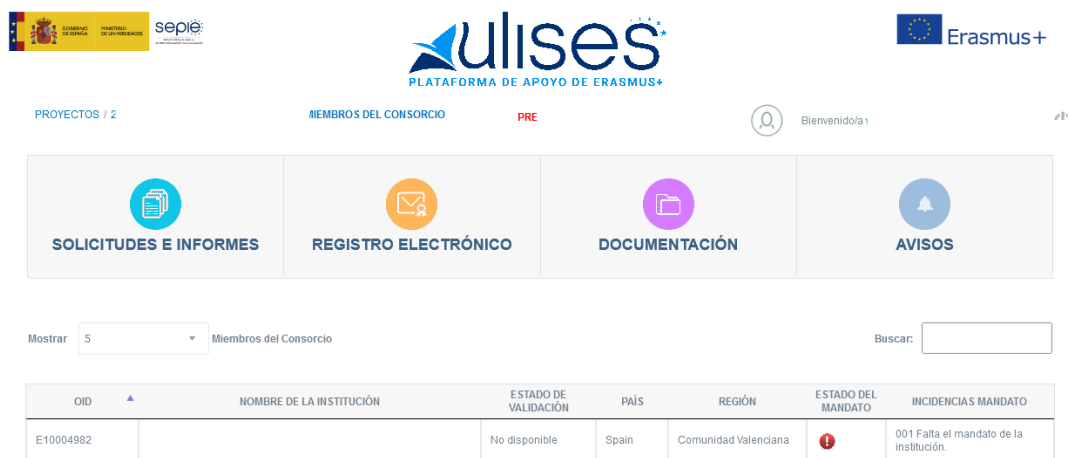 GOBIERNO DE ESPAÑA
MINISTERIO DE UNIVERSIDADES
sepie
ulises
PLATAFORMA DE APOYO DE ERASMUS+
Erasmus+
PROYECTOS / 2
MIEMBROS DEL CONSORCIO
PRE
Bienvenido/a
SOLICITUDES E INFORMES
REGISTRO ELECTRÓNICO
DOCUMENTACIÓN
AVISOS
Mostrar 5 Miembros del Consorcio
Buscar:
OID
NOMBRE DE LA INSTITUCIÓN
ESTADO DE
VALIDACIÓN
PAÍS
REGIÓN
ESTADO DEL
MANDATO
INCIDENCIAS MANDATO
E10004982
No disponible
Spain
Comunidad Valenciana
001 Falta el mandato de la
institución.